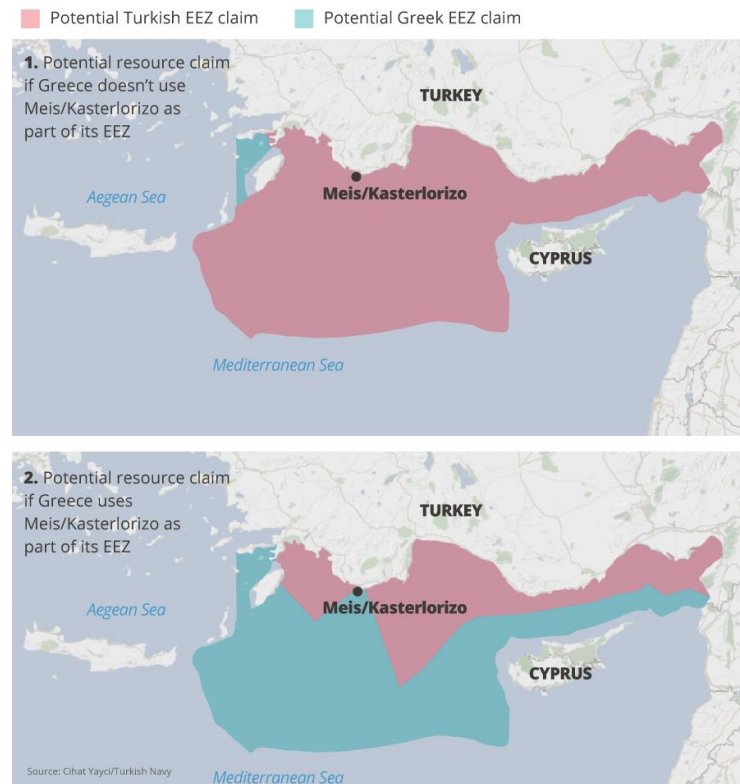 Potential Turkish EEZ claim
Potential Greek EEZ claim
1. Potential resource claim
if Greece doesn't use
Meis/Kasterlorizo as
part of its EEZ
TURKEY
Meis/Kasterlorizo
Aegean Sea
CYPRUS
Mediterranean Sea
2. Potential resource claim
if Greece uses
Meis/Kasterlorizo as
part of its EEZ
TURKEY
Meis/Kasterlorizo
Aegean Sea
CYPRUS
Source: Cihat Yayci/Turkish Navy
Mediterranean Sea